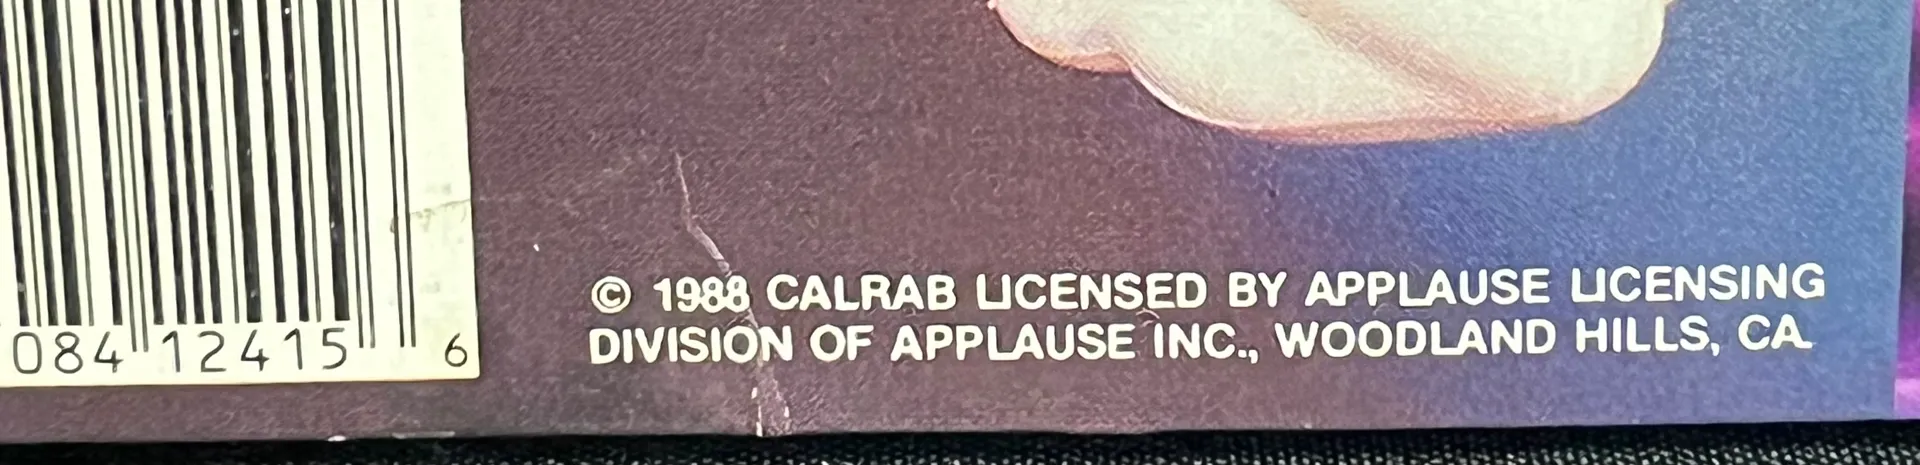 © 1988 CALRAB LICENSED BY APPLAUSE LICENSING
DIVISION OF APPLAUSE INC., WOODLAND HILLS, CA.
084 12415 6